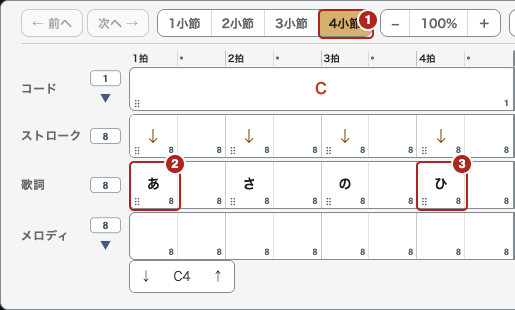 ← 前へ 次へ → 1小節 2小節 3小節 4小節 1 − 100% +
1拍 • 2拍 • 3拍 • 4拍 •
コード 1 ▼ C 1
ストローク 8 ↓ 8 8 ↓ 8 8 ↓ 8 8 ↓ 8 8
2 3
歌詞 8 あ 8 8 さ 8 8 の 8 8 ひ 8 8
メロディ 8 ▼ 8 8 8 8 8 8 8 8
↓ C4 ↑